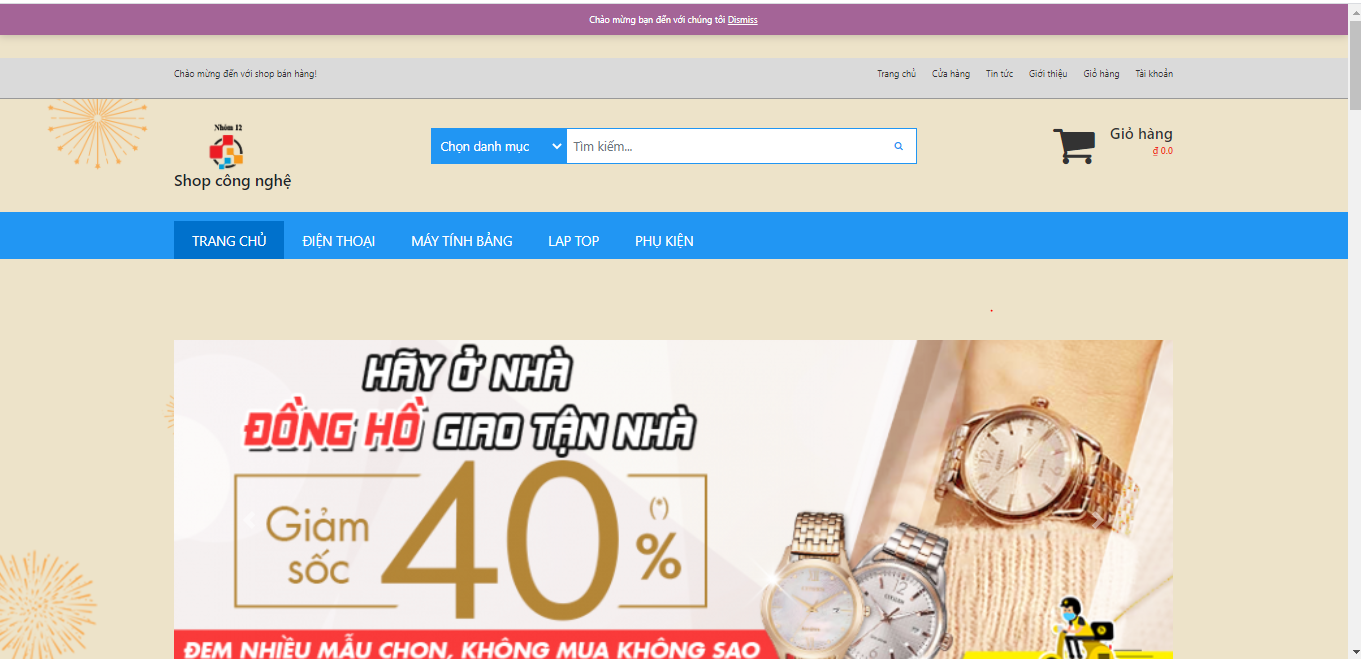 Chào mừng bạn đến với chúng tôi Dismiss
Chào mừng đến với shop bán hàng!
Trang chủ Cửa hàng Tin tức Giới thiệu Giỏ hàng Tài khoản
Nhóm 12
Shop công nghệ
Chọn danh mục
Tìm kiếm...
Giỏ hàng
₫ 0.0
TRANG CHỦ ĐIỆN THOẠI MÁY TÍNH BẢNG LAP TOP PHỤ KIỆN
HÃY Ở NHÀ
ĐỒNG HỒ GIAO TẬN NHÀ
Giảm sốc 40% (*)
ĐEM NHIỀU MẪU CHỌN, KHÔNG MUA KHÔNG SAO